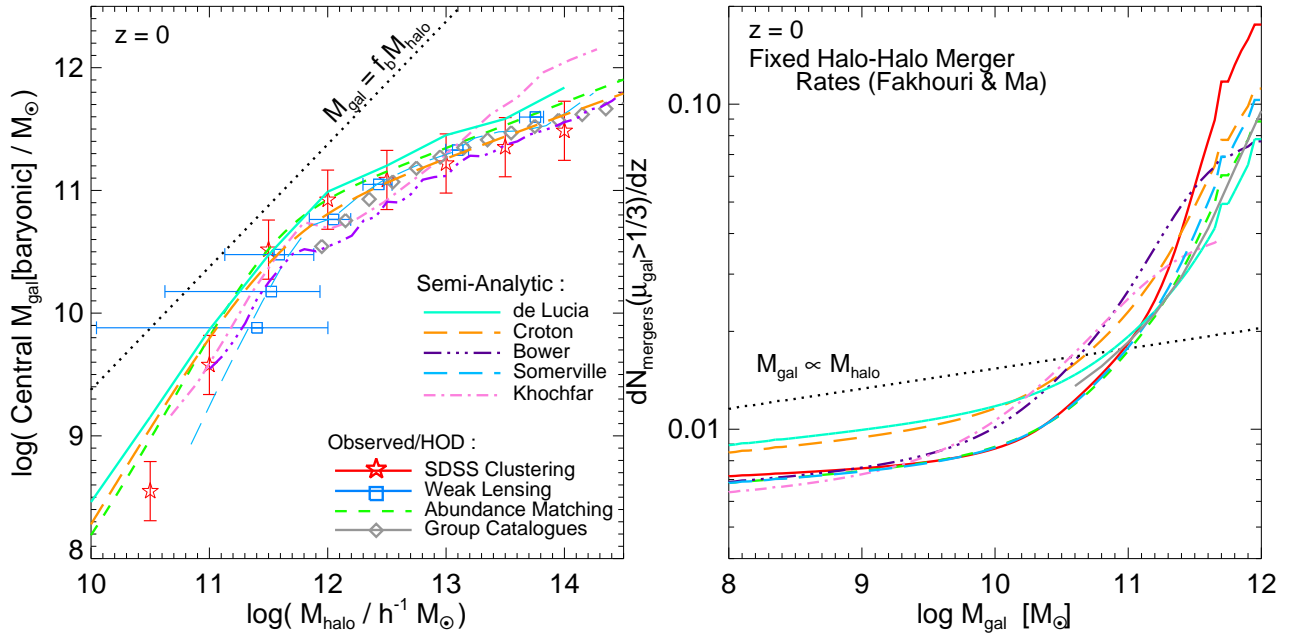 z = 0
M_gal = f_b M_halo
Semi-Analytic :
de Lucia
Croton
Bower
Somerville
Khochfar
Observed/HOD :
SDSS Clustering
Weak Lensing
Abundance Matching
Group Catalogues
log( Central M_gal[baryonic] / M_⊙ )
12
11
10
9
8
10 11 12 13 14
log( M_halo / h^-1 M_⊙ )
z = 0
Fixed Halo-Halo Merger
Rates (Fakhouri & Ma)
M_gal ∝ M_halo
dN_mergers(μ_gal>1/3)/dz
0.10
0.01
8 9 10 11 12
log M_gal [M_⊙]